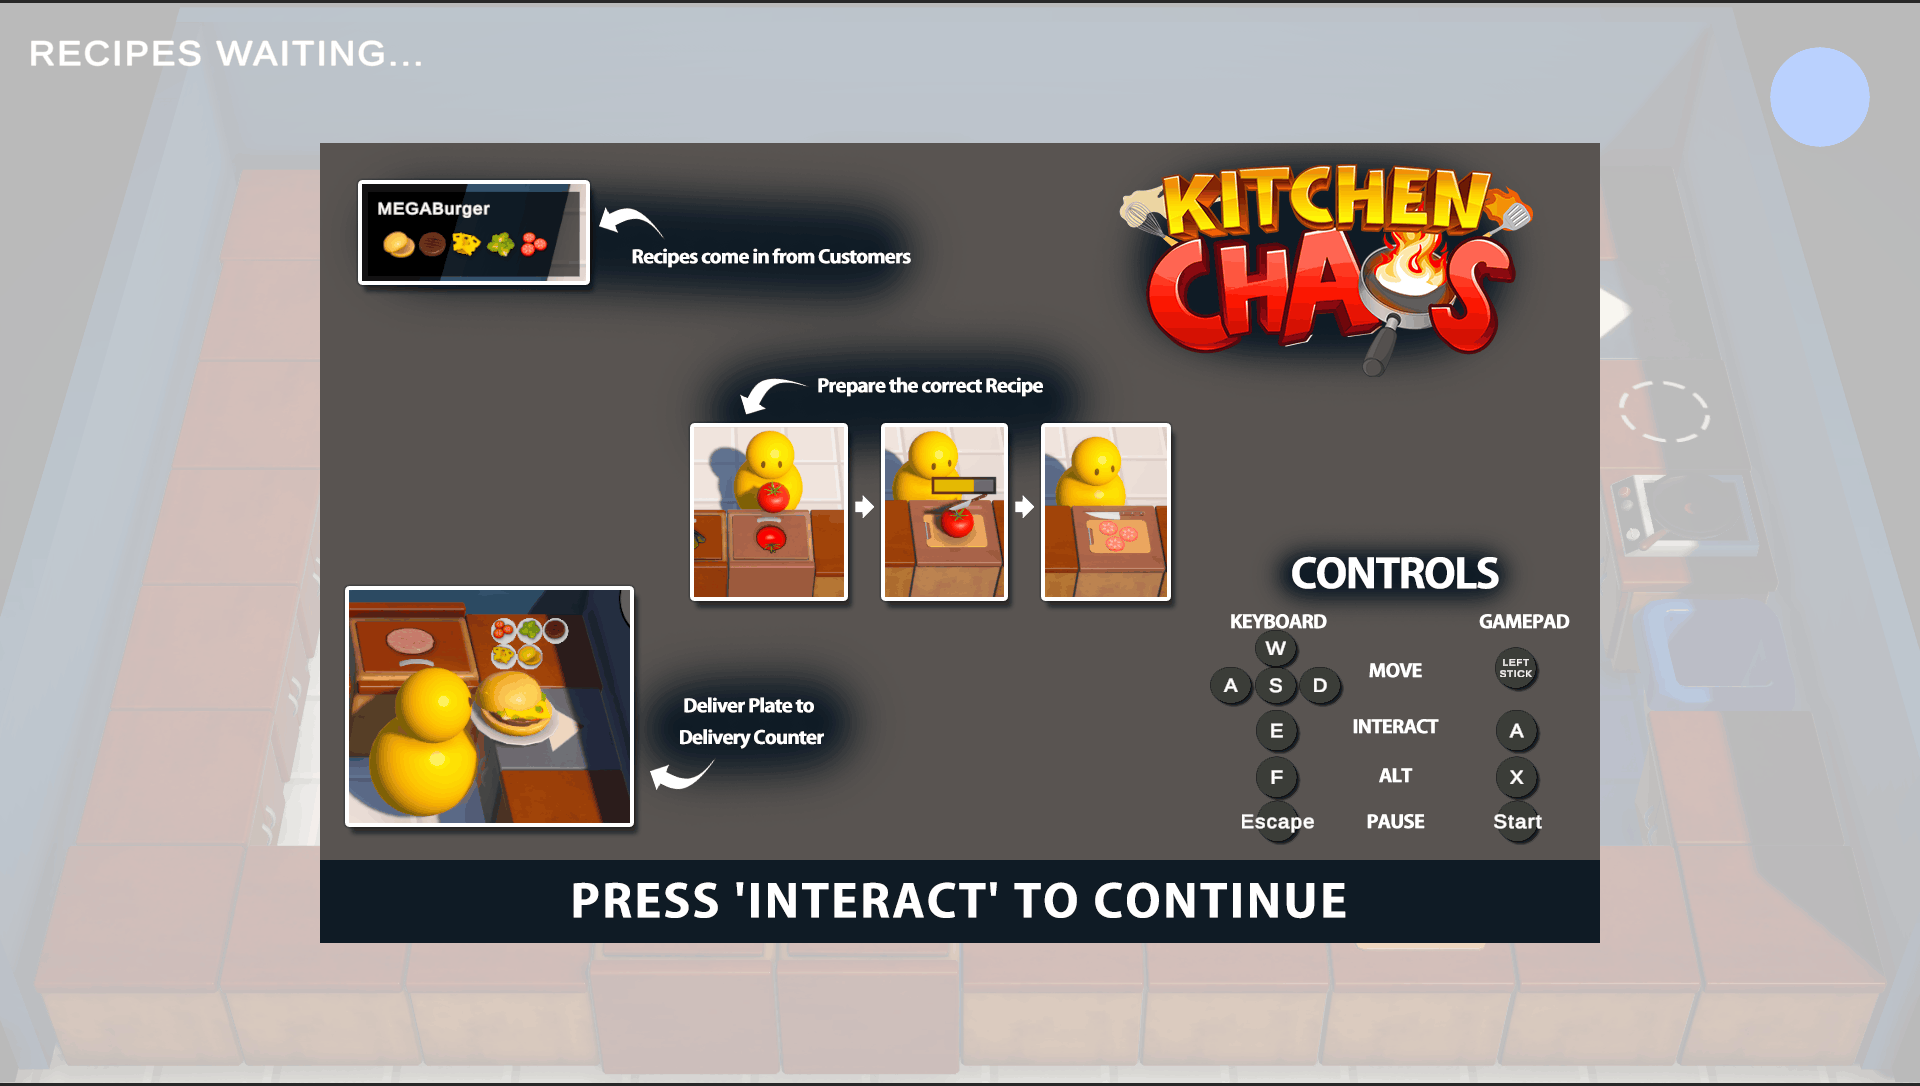 RECIPES WAITING...
MEGABurger
Recipes come in from Customers
KITCHEN
CHAOS
Prepare the correct Recipe
Deliver Plate to
Delivery Counter
CONTROLS
KEYBOARD
GAMEPAD
W
A S D
MOVE
LEFT
STICK
E
INTERACT
A
F
ALT
X
Escape
PAUSE
Start
PRESS 'INTERACT' TO CONTINUE